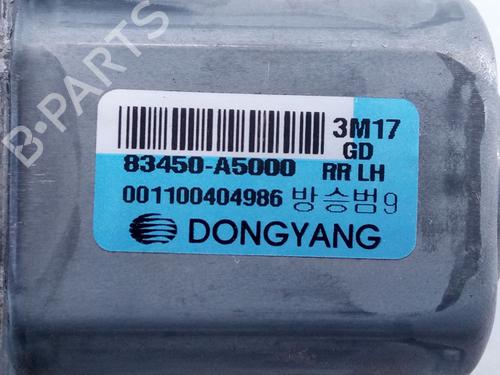 B-PARTS
3M17
GD
83450-A5000 RR LH
001100404986 방승범9
DONGYANG